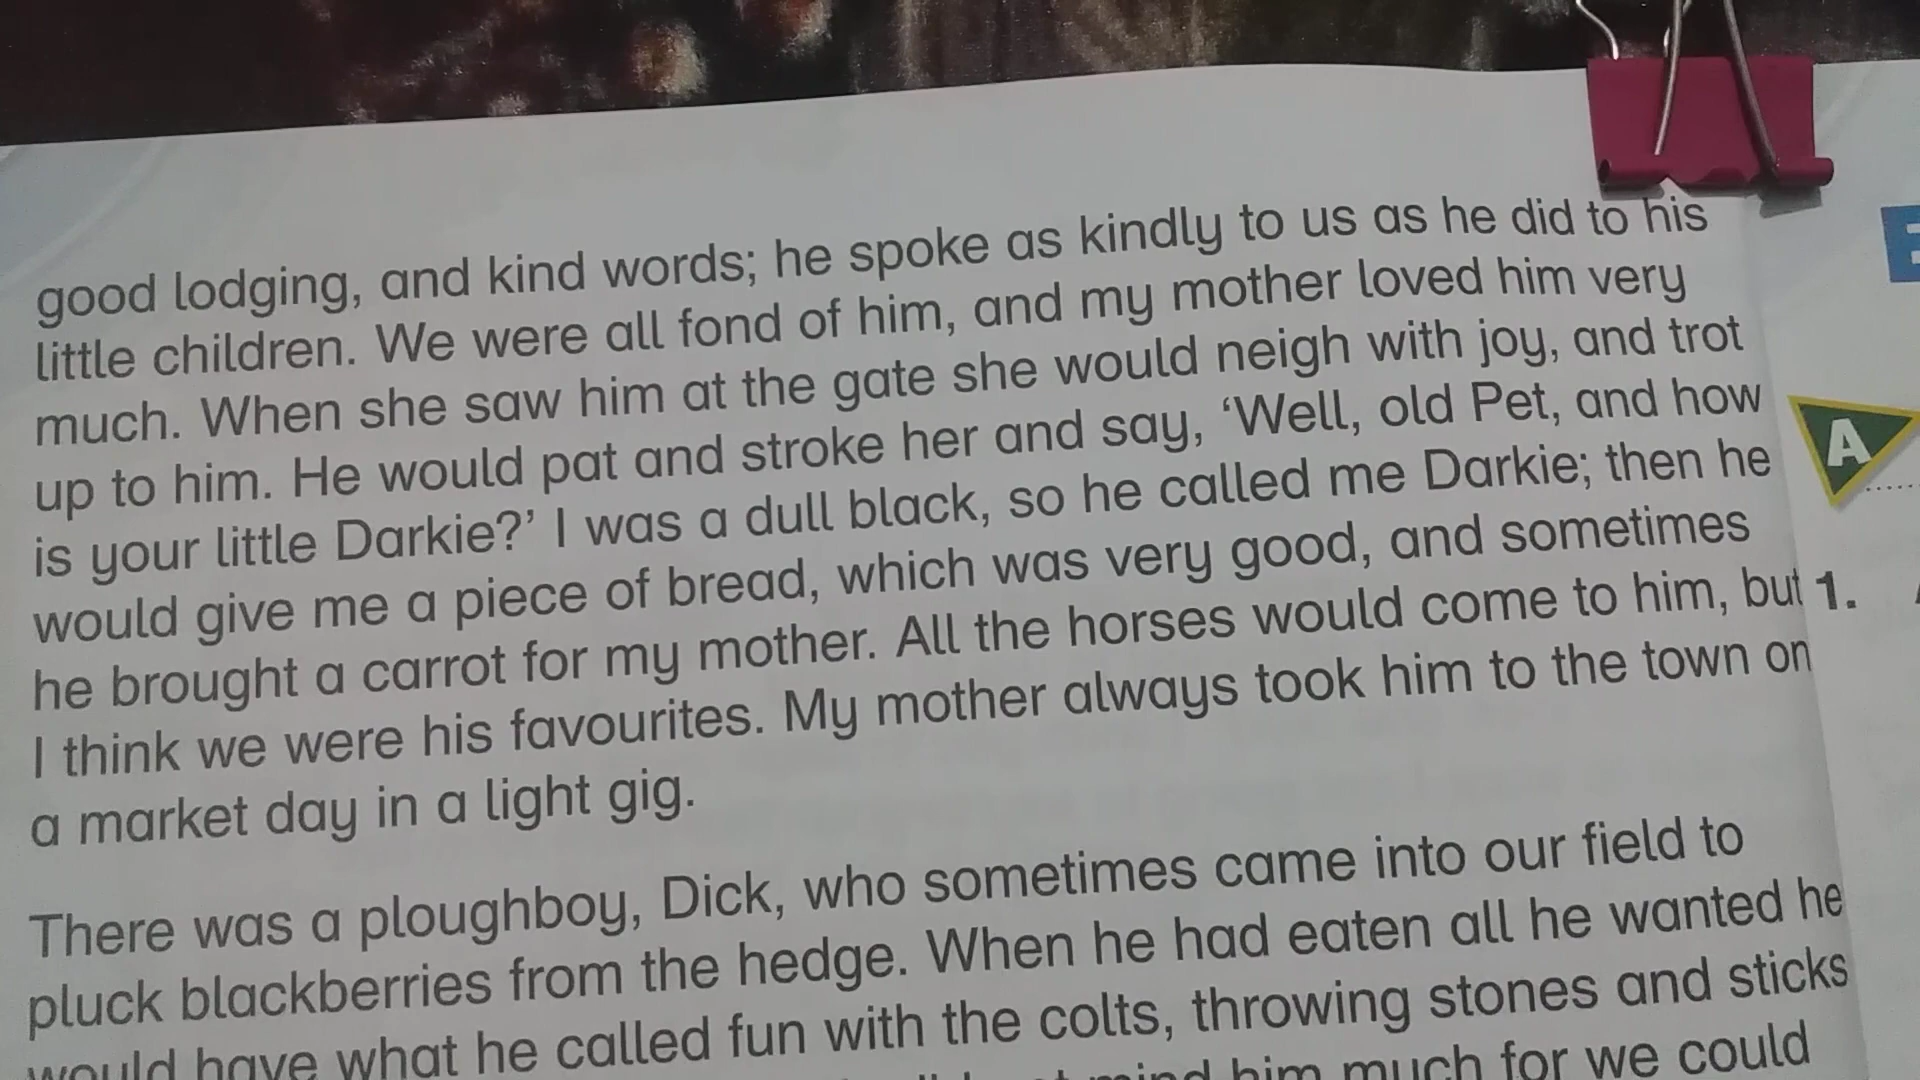 good lodging, and kind words; he spoke as kindly to us as he did to his
little children. We were all fond of him, and my mother loved him very
much. When she saw him at the gate she would neigh with joy, and trot
up to him. He would pat and stroke her and say, ‘Well, old Pet, and how
is your little Darkie?’ I was a dull black, so he called me Darkie; then he
would give me a piece of bread, which was very good, and sometimes
he brought a carrot for my mother. All the horses would come to him, but
I think we were his favourites. My mother always took him to the town on
a market day in a light gig.
There was a ploughboy, Dick, who sometimes came into our field to
pluck blackberries from the hedge. When he had eaten all he wanted he
would have what he called fun with the colts, throwing stones and sticks
mind him much for we could
A
1.